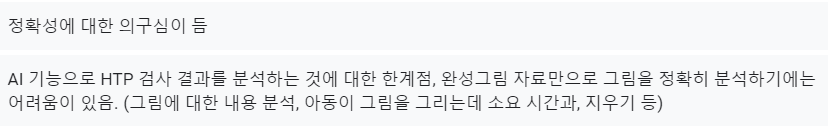 정확성에 대한 의구심이 듬
AI 기능으로 HTP 검사 결과를 분석하는 것에 대한 한계점, 완성그림 자료만으로 그림을 정확히 분석하기에는
어려움이 있음. (그림에 대한 내용 분석, 아동이 그림을 그리는데 소요 시간과, 지우기 등)